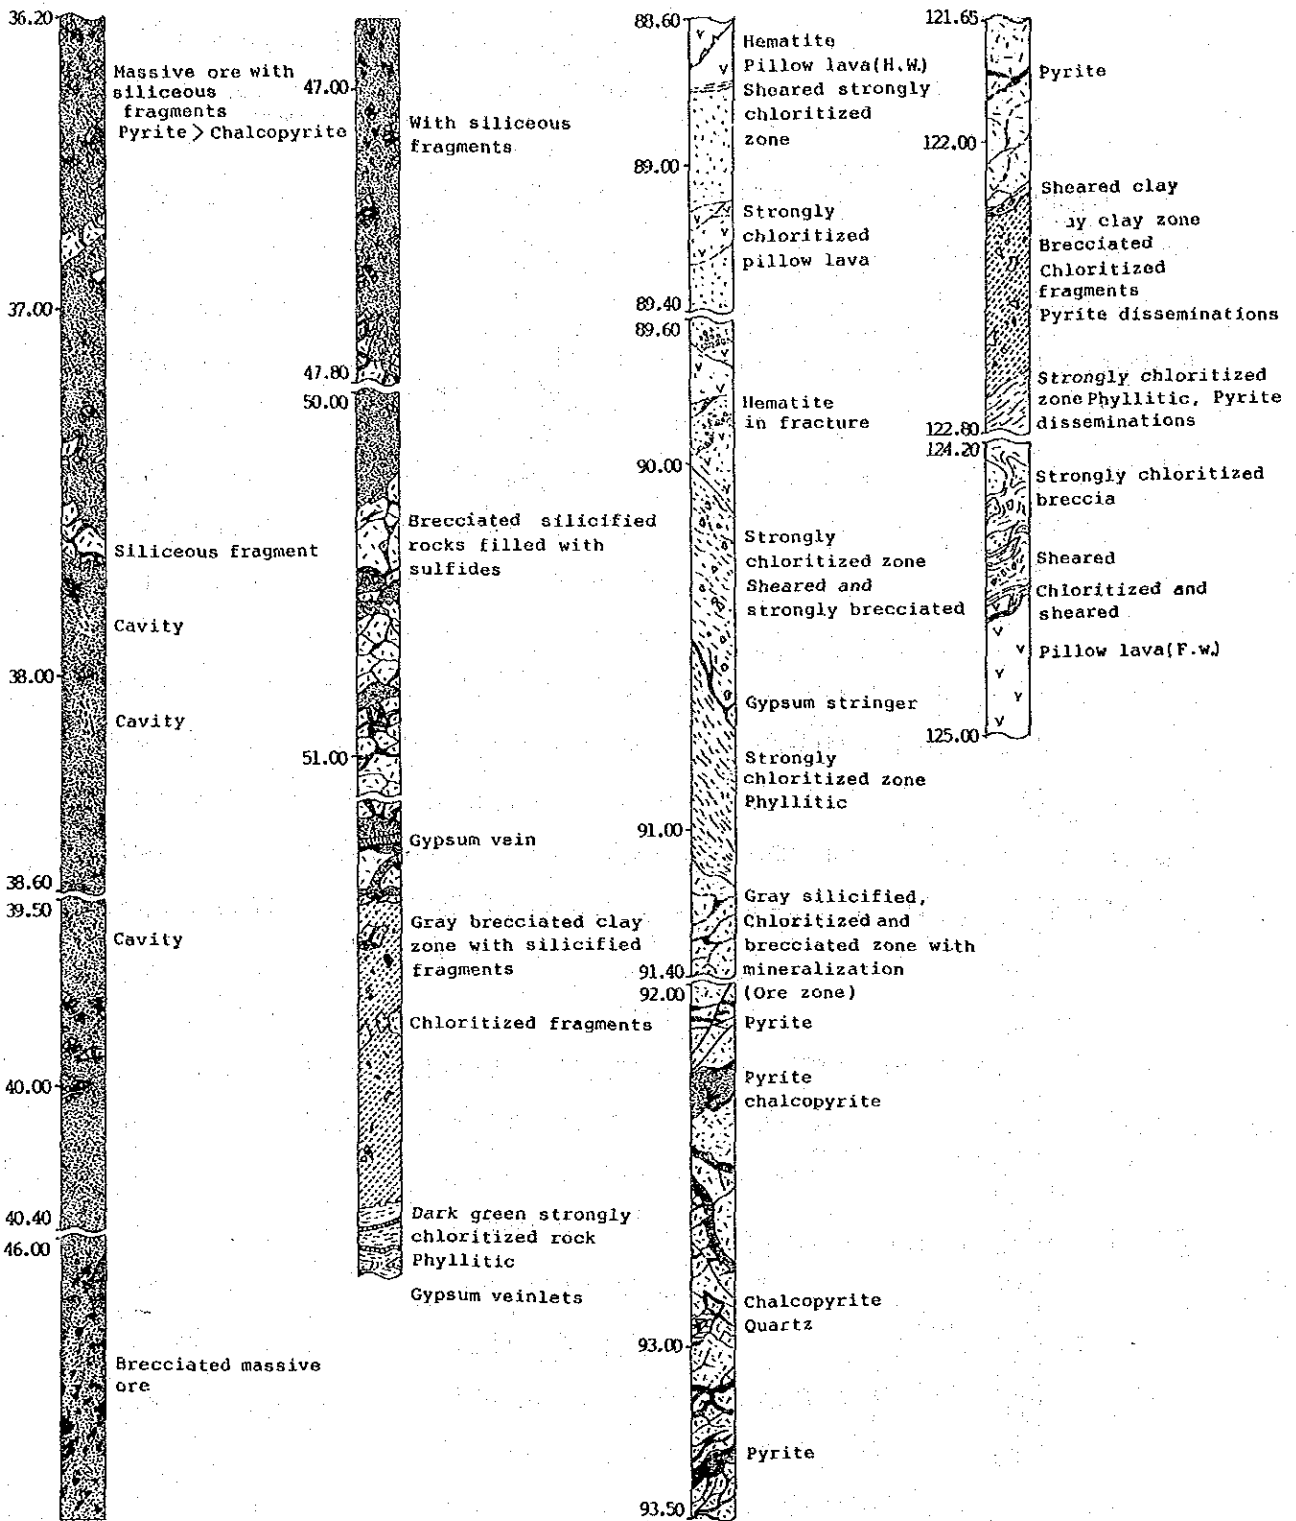 36.20
Massive ore with
siliceous
fragments
Pyrite > Chalcopyrite
37.00
Siliceous fragment
Cavity
38.00
Cavity
38.60
39.50
Cavity
40.00
40.40
46.00
Brecciated massive
ore
47.00
With siliceous
fragments
47.80
50.00
Brecciated silicified
rocks filled with
sulfides
51.00
Gypsum vein
Gray brecciated clay
zone with silicified
fragments
Chloritized fragments
Dark green strongly
chloritized rock
Phyllitic
Gypsum veinlets
88.60
Hematite
Pillow lava(H.W.)
Sheared strongly
chloritized
zone
89.00
Strongly
chloritized
pillow lava
89.40
89.60
Hematite
in fracture
90.00
Strongly
chloritized zone
Sheared and
strongly brecciated
Gypsum stringer
Strongly
chloritized zone
Phyllitic
91.00
Gray silicified,
Chloritized and
brecciated zone with
mineralization
(Ore zone)
91.40
92.00
Pyrite
Pyrite
chalcopyrite
Chalcopyrite
Quartz
93.00
Pyrite
93.50
121.65
Pyrite
122.00
Sheared clay
clay zone
Brecciated
Chloritized
fragments
Pyrite disseminations
Strongly chloritized
zone Phyllitic, Pyrite
disseminations
122.80
124.20
Strongly chloritized
breccia
Sheared
Chloritized and
sheared
Pillow lava(F.w.)
125.00